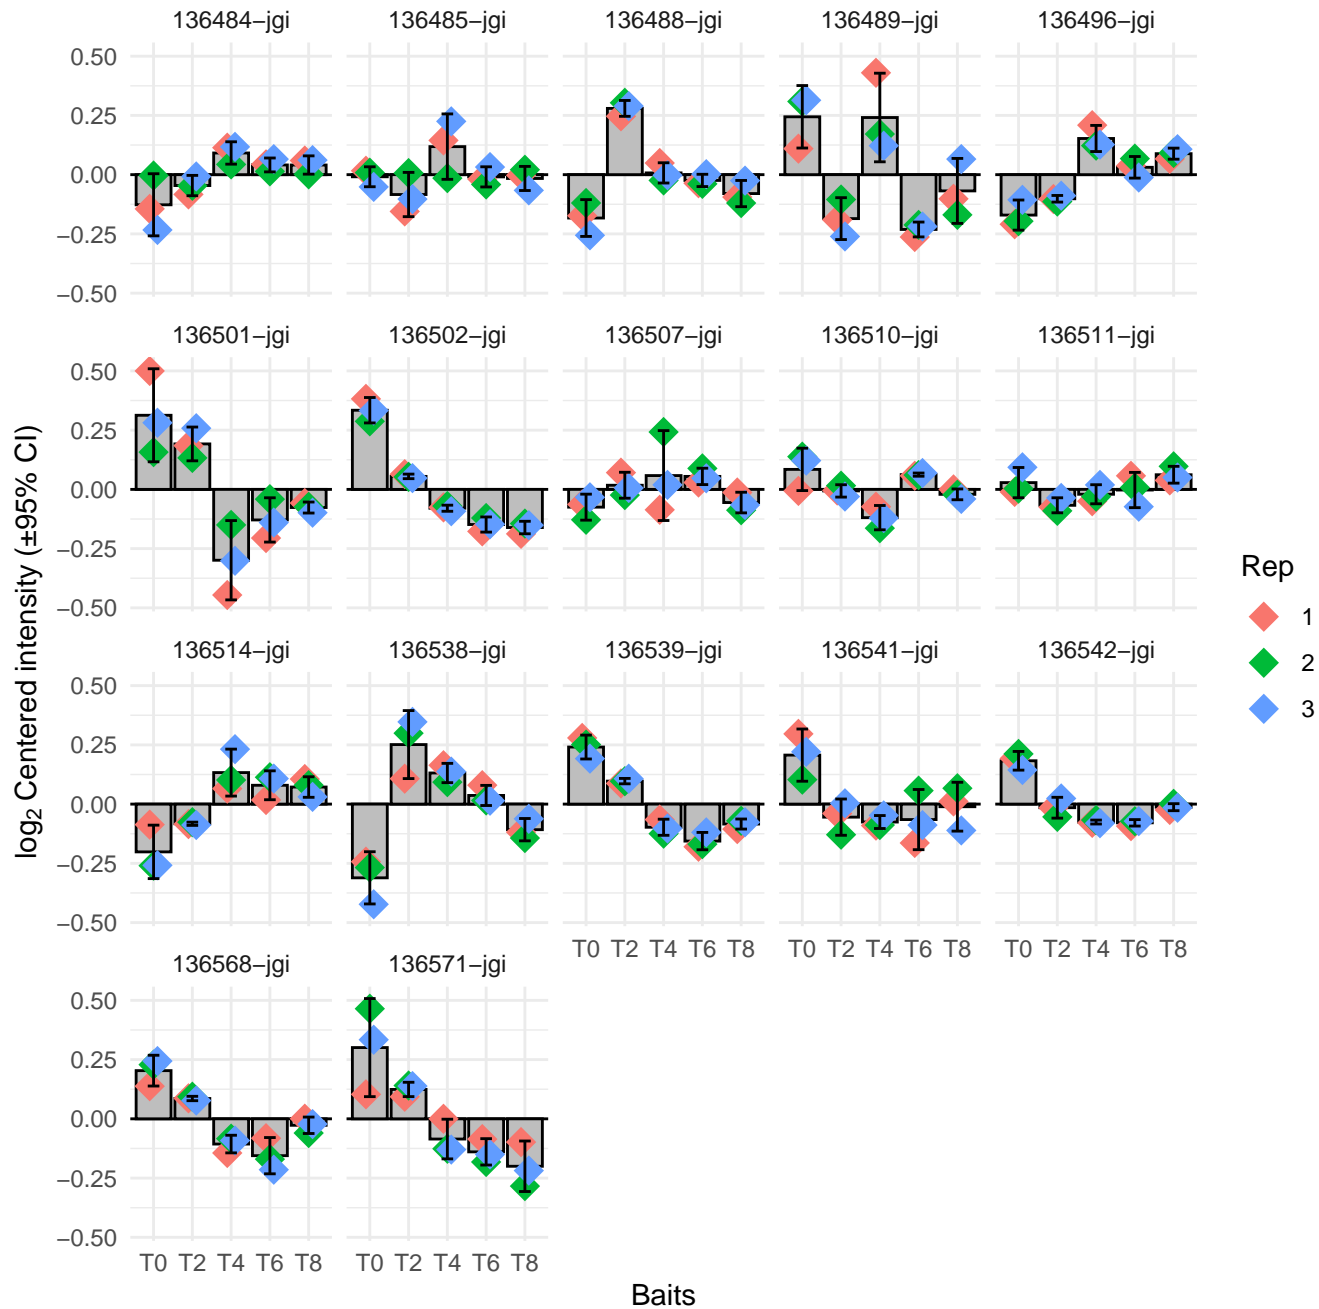 136484−jgi 136485−jgi 136488−jgi 136489−jgi 136496−jgi
0.50
0.25
0.00
−0.25
−0.50
136501−jgi 136502−jgi 136507−jgi 136510−jgi 136511−jgi
0.50
0.25
0.00
−0.25
−0.50
136514−jgi 136538−jgi 136539−jgi 136541−jgi 136542−jgi
0.50
0.25
0.00
−0.25
−0.50
T0 T2 T4 T6 T8 T0 T2 T4 T6 T8 T0 T2 T4 T6 T8
136568−jgi 136571−jgi
0.50
0.25
0.00
−0.25
−0.50
T0 T2 T4 T6 T8 T0 T2 T4 T6 T8
Baits
log₂ Centered intensity (±95% CI)
Rep
1
2
3